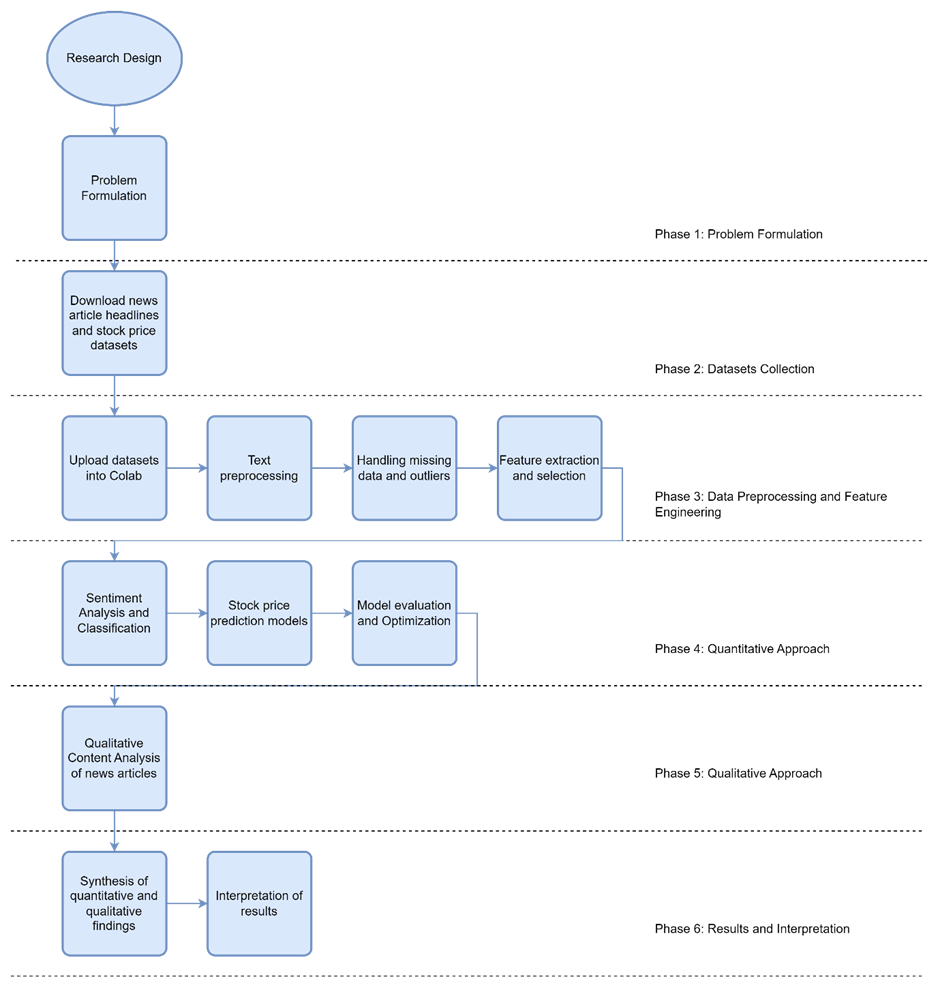 Research Design
Problem
Formulation
Phase 1: Problem Formulation
Download news
article headlines
and stock price
datasets
Phase 2: Datasets Collection
Upload datasets
into Colab
Text
preprocessing
Handling missing
data and outliers
Feature extraction
and selection
Phase 3: Data Preprocessing and Feature
Engineering
Sentiment
Analysis and
Classification
Stock price
prediction models
Model evaluation
and Optimization
Phase 4: Quantitative Approach
Qualitative
Content Analysis
of news articles
Phase 5: Qualitative Approach
Synthesis of
quantitative and
qualitative
findings
Interpretation of
results
Phase 6: Results and Interpretation